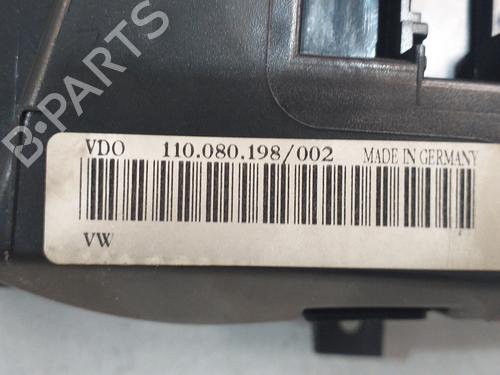 B-PARTS
VDO 110.080.198/002 MADE IN GERMANY
VW